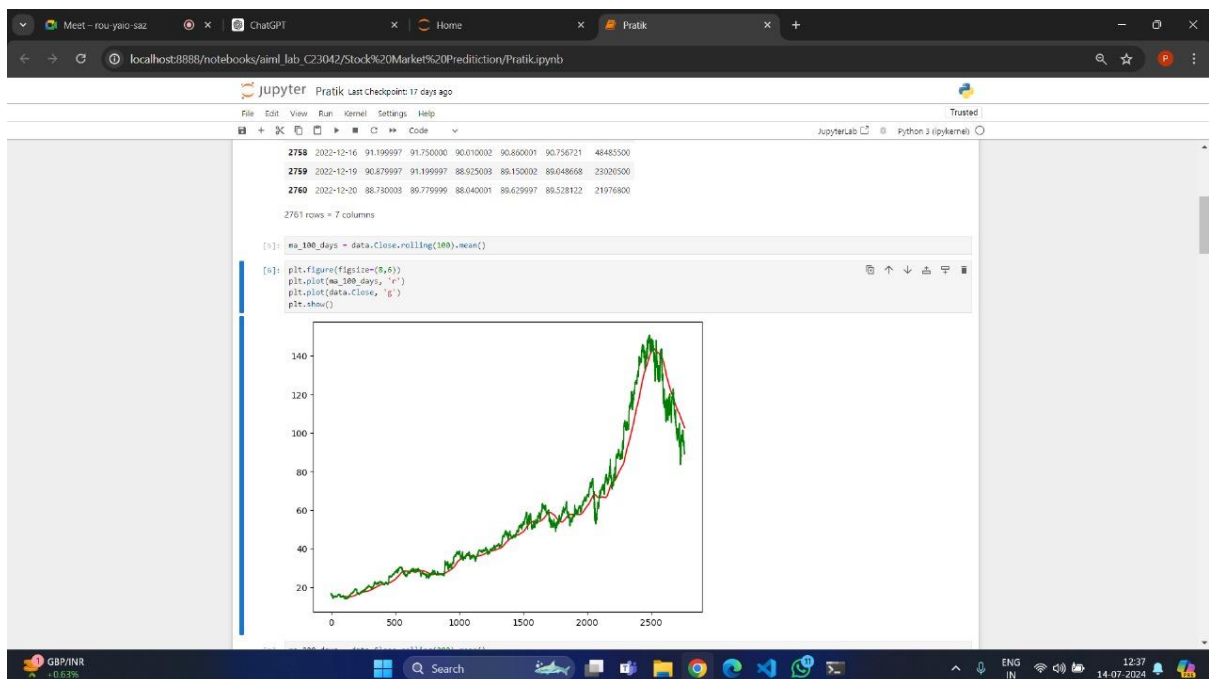 Meet – rou-yaio-saz ChatGPT Home Pratik
localhost:8888/notebooks/aiml_lab_C23042/Stock%20Market%20Preditiction/Pratik.ipynb P
jupyter Pratik Last Checkpoint: 17 days ago
File Edit View Run Kernel Settings Help Trusted
Code JupyterLab Python 3 (ipykernel)
2758 2022-12-16 91.199997 91.750000 90.010002 90.860001 90.756721 48485500
2759 2022-12-19 90.879997 91.199997 88.925003 89.150002 89.048668 23020500
2760 2022-12-20 88.730003 89.779999 88.040001 89.629997 89.528122 21976800
2761 rows × 7 columns
[5]: ma_100_days = data.Close.rolling(100).mean()
[6]: plt.figure(figsize=(8,6))
plt.plot(ma_100_days, 'r')
plt.plot(data.Close, 'g')
plt.show()
140
120
100
80
60
40
20
0 500 1000 1500 2000 2500
GBP/INR
+0.63%
Search
ENG
IN
12:37
14-07-2024